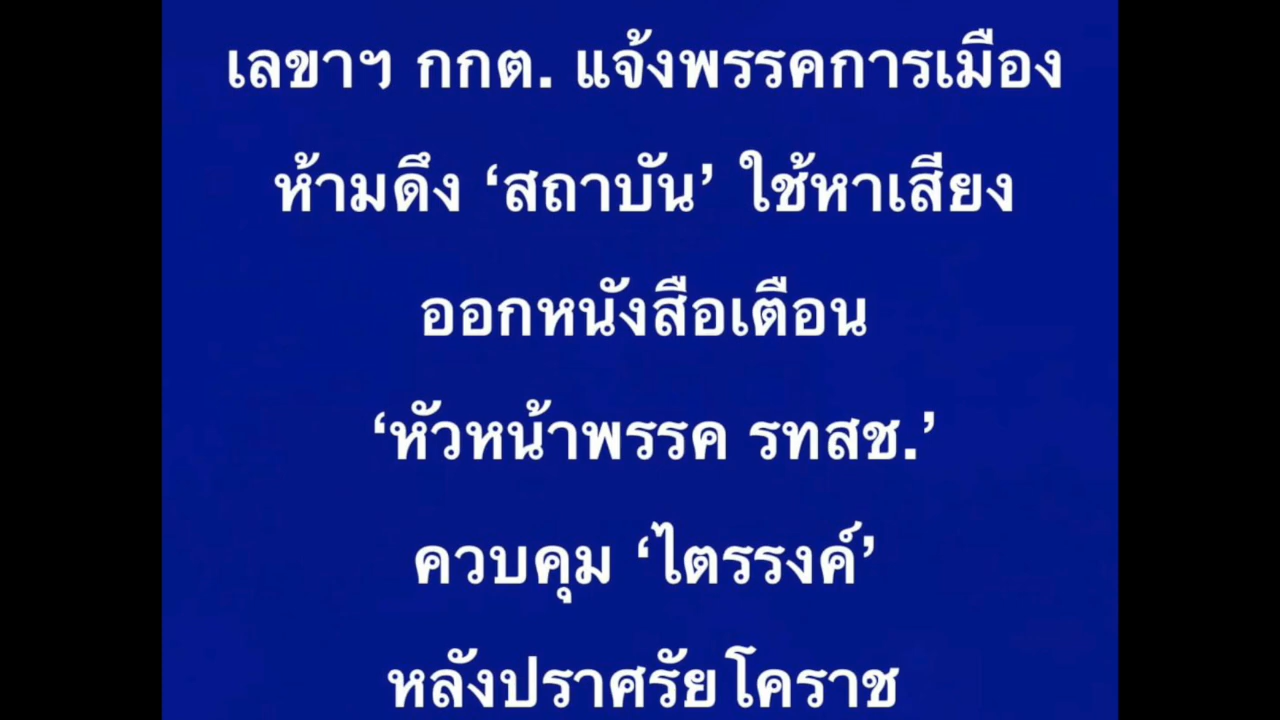 เลขาฯ กกต. แจ้งพรรคการเมือง
ห้ามดึง ‘สถาบัน’ ใช้หาเสียง
ออกหนังสือเตือน
‘หัวหน้าพรรค รทสช.’
ควบคุม ‘ไตรรงค์’
หลังปราศรัยโคราช